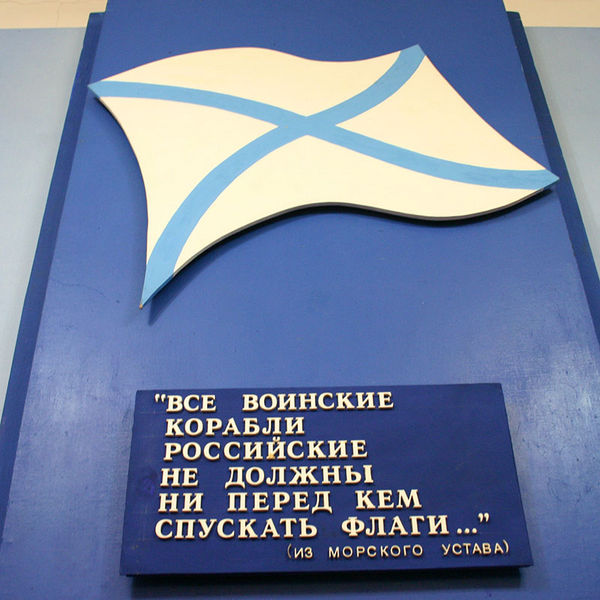 "ВСЕ ВОИНСКИЕ
КОРАБЛИ
РОССИЙСКИЕ
НЕ ДОЛЖНЫ
НИ ПЕРЕД КЕМ
СПУСКАТЬ ФЛАГИ..."
(ИЗ МОРСКОГО УСТАВА)